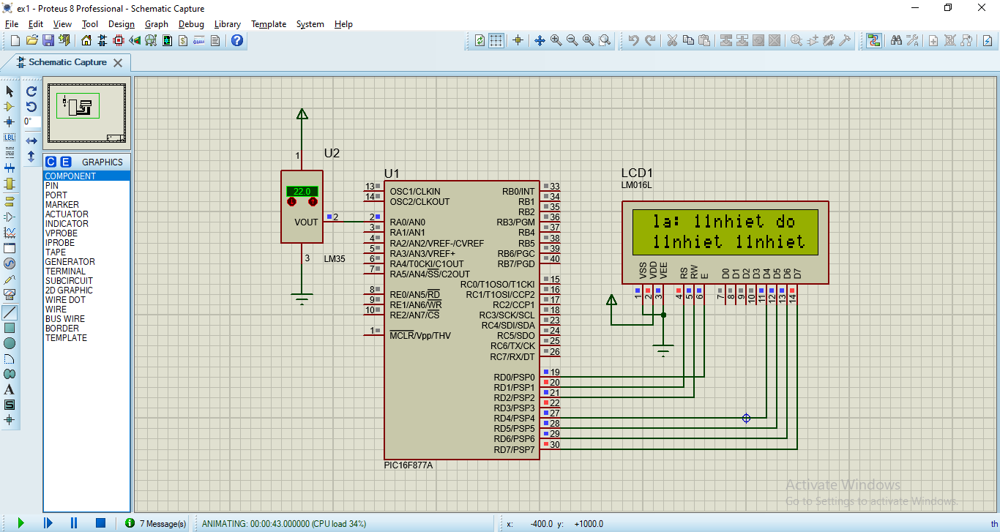 ex1 - Proteus 8 Professional - Schematic Capture
File Edit View Tool Design Graph Debug Library Template System Help
Schematic Capture
0°
LBL
C E GRAPHICS
COMPONENT
PIN
PORT
MARKER
ACTUATOR
INDICATOR
VPROBE
IPROBE
TAPE
GENERATOR
TERMINAL
SUBCIRCUIT
2D GRAPHIC
WIRE DOT
WIRE
BUS WIRE
BORDER
TEMPLATE
A
S
U2
1
22.0
VOUT
2
3
LM35
U1
13 OSC1/CLKIN
14 OSC2/CLKOUT
2 RA0/AN0
3 RA1/AN1
4 RA2/AN2/VREF-/CVREF
5 RA3/AN3/VREF+
6 RA4/T0CKI/C1OUT
7 RA5/AN4/SS/C2OUT
8 RE0/AN5/RD
9 RE1/AN6/WR
10 RE2/AN7/CS
1 MCLR/Vpp/THV
RB0/INT 33
RB1 34
RB2 35
RB3/PGM 36
RB4 37
RB5 38
RB6/PGC 39
RB7/PGD 40
RC0/T1OSO/T1CKI 15
RC1/T1OSI/CCP2 16
RC2/CCP1 17
RC3/SCK/SCL 18
RC4/SDI/SDA 23
RC5/SDO 24
RC6/TX/CK 25
RC7/RX/DT 26
RD0/PSP0 19
RD1/PSP1 20
RD2/PSP2 21
RD3/PSP3 22
RD4/PSP4 27
RD5/PSP5 28
RD6/PSP6 29
RD7/PSP7 30
PIC16F877A
LCD1
LM016L
la: llnhiet do
llnhiet llnhiet
VSS VDD VEE RS RW E D0 D1 D2 D3 D4 D5 D6 D7
1 2 3 4 5 6 7 8 9 10 11 12 13 14
Activate Windows
Go to Settings to activate Windows.
7 Message(s)
ANIMATING: 00:00:43.000000 (CPU load 34%)
x: -400.0 y: +1000.0
th